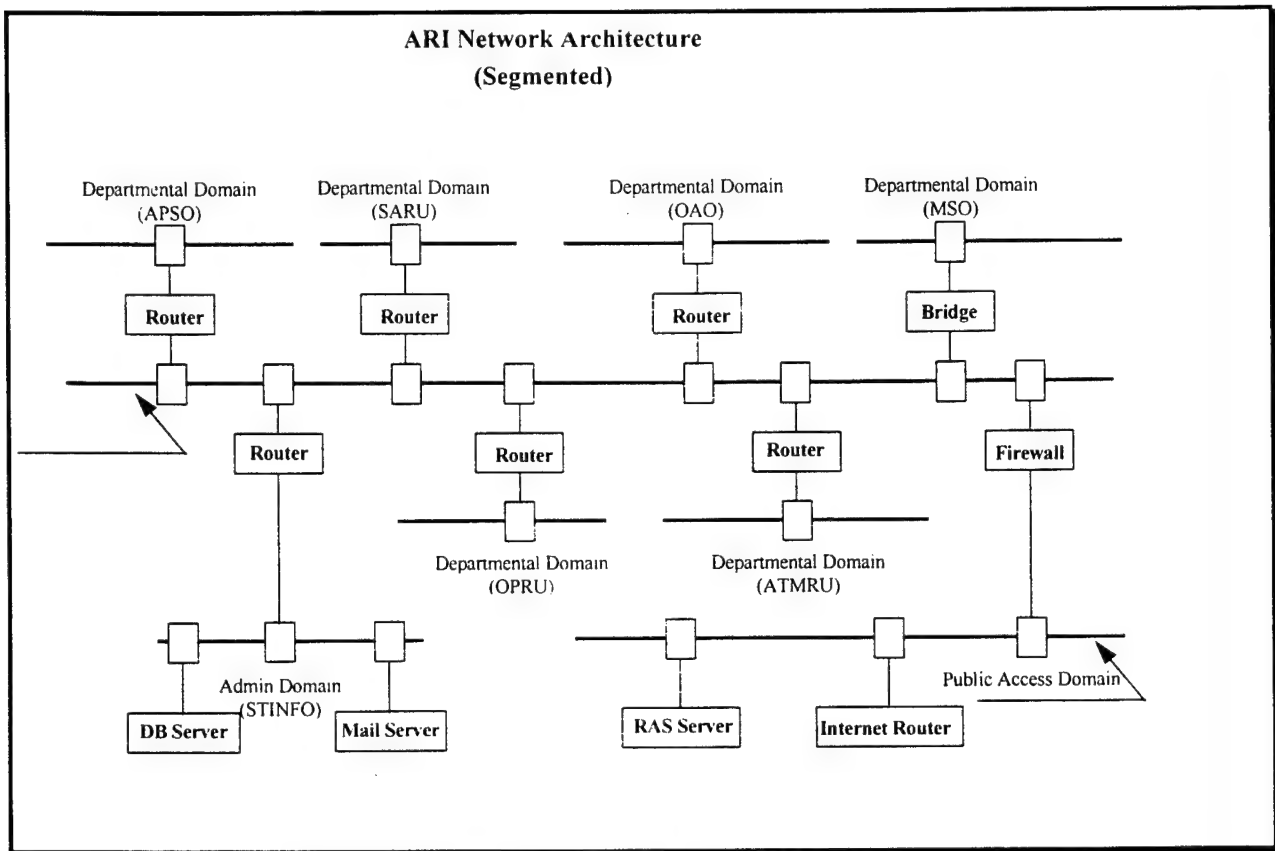 ARI Network Architecture
(Segmented)
Departmental Domain
(APSO)
Departmental Domain
(SARU)
Departmental Domain
(OAO)
Departmental Domain
(MSO)
Router
Router
Router
Bridge
Router
Router
Router
Firewall
Departmental Domain
(OPRU)
Departmental Domain
(ATMRU)
Admin Domain
(STINFO)
Public Access Domain
DB Server
Mail Server
RAS Server
Internet Router